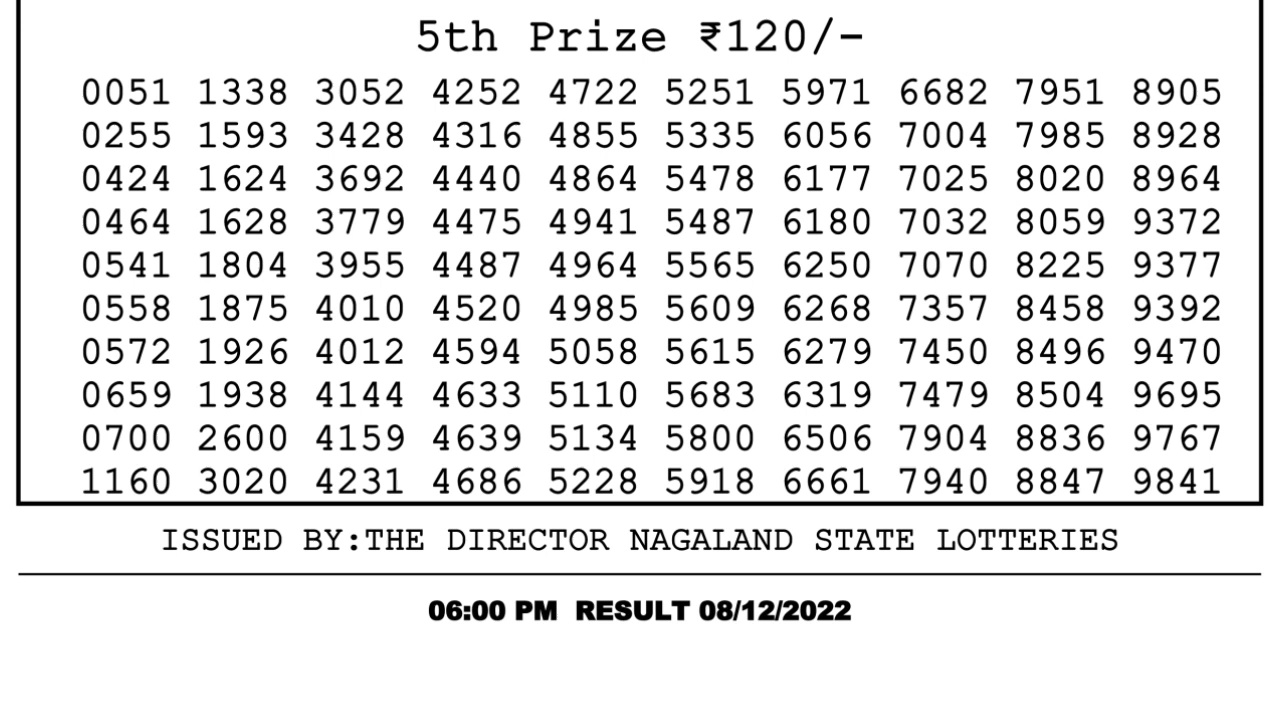 5th Prize ₹120/-
0051 1338 3052 4252 4722 5251 5971 6682 7951 8905
0255 1593 3428 4316 4855 5335 6056 7004 7985 8928
0424 1624 3692 4440 4864 5478 6177 7025 8020 8964
0464 1628 3779 4475 4941 5487 6180 7032 8059 9372
0541 1804 3955 4487 4964 5565 6250 7070 8225 9377
0558 1875 4010 4520 4985 5609 6268 7357 8458 9392
0572 1926 4012 4594 5058 5615 6279 7450 8496 9470
0659 1938 4144 4633 5110 5683 6319 7479 8504 9695
0700 2600 4159 4639 5134 5800 6506 7904 8836 9767
1160 3020 4231 4686 5228 5918 6661 7940 8847 9841
ISSUED BY:THE DIRECTOR NAGALAND STATE LOTTERIES
06:00 PM RESULT 08/12/2022